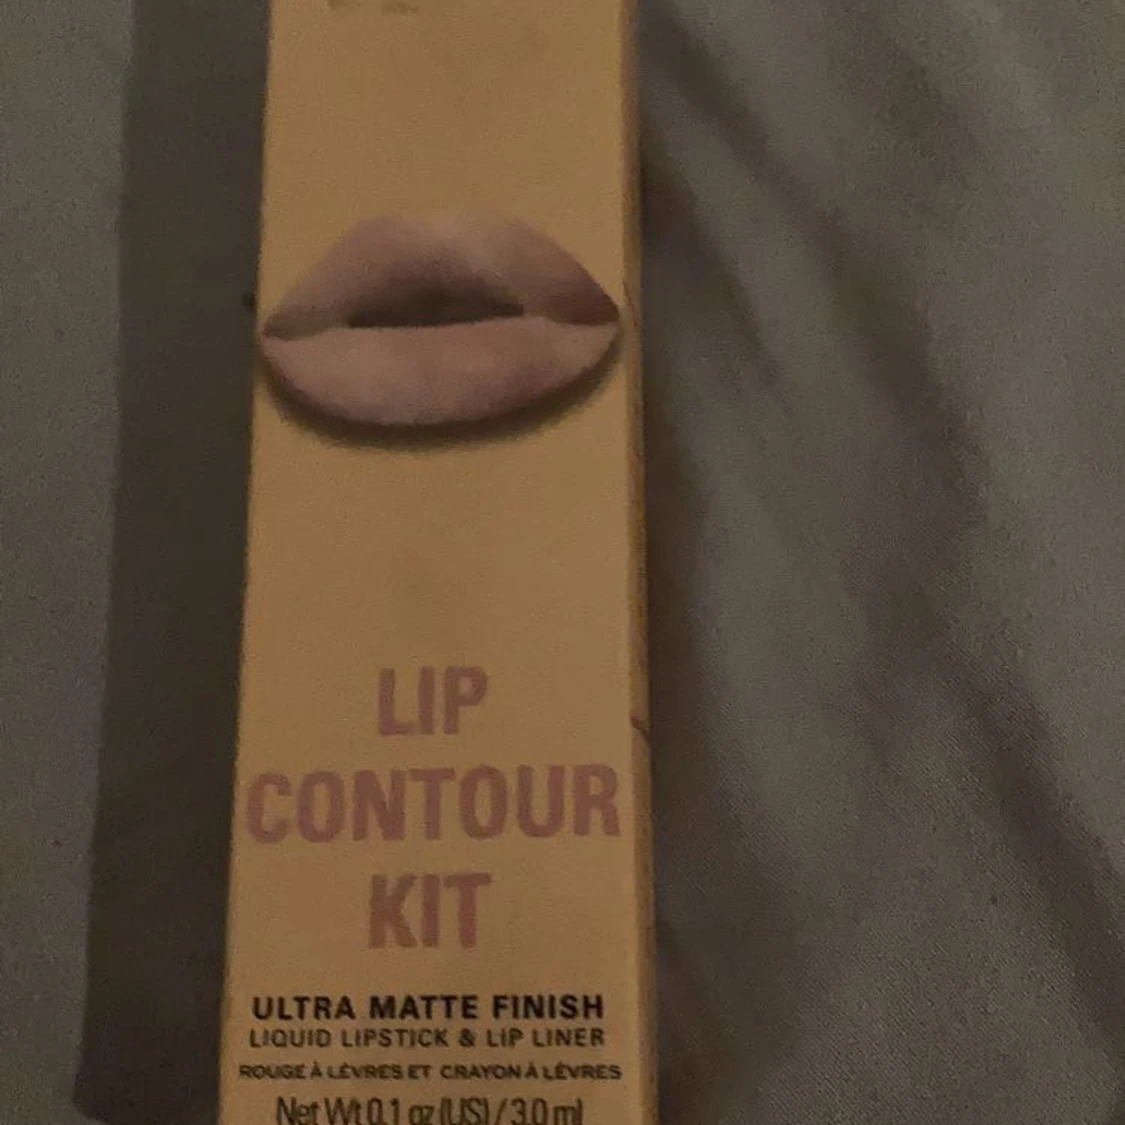 LIP
CONTOUR
KIT
ULTRA MATTE FINISH
LIQUID LIPSTICK & LIP LINER
ROUGE À LÈVRES ET CRAYON À LÈVRES
Net Wt 0.1 oz (US) / 3.0 ml